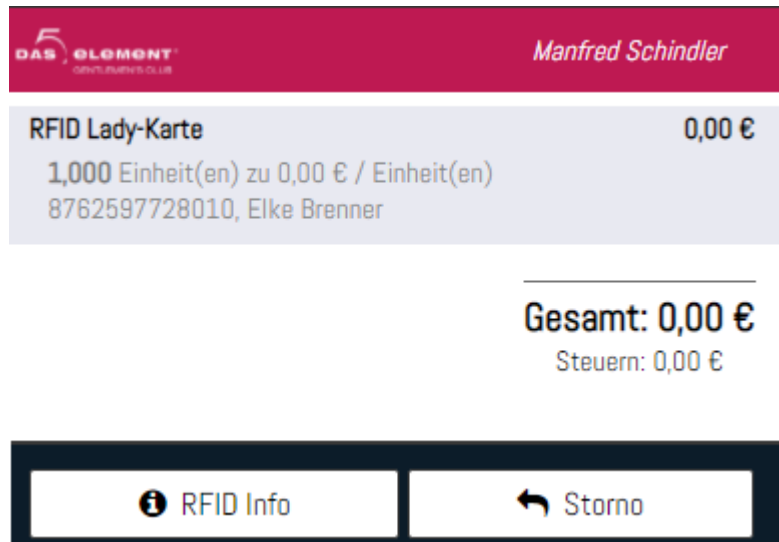 DAS 5 ELEMENT
GENTLEMEN'S CLUB
Manfred Schindler
RFID Lady-Karte 0,00 €
1,000 Einheit(en) zu 0,00 € / Einheit(en)
8762597728010, Elke Brenner
Gesamt: 0,00 €
Steuern: 0,00 €
RFID Info
Storno